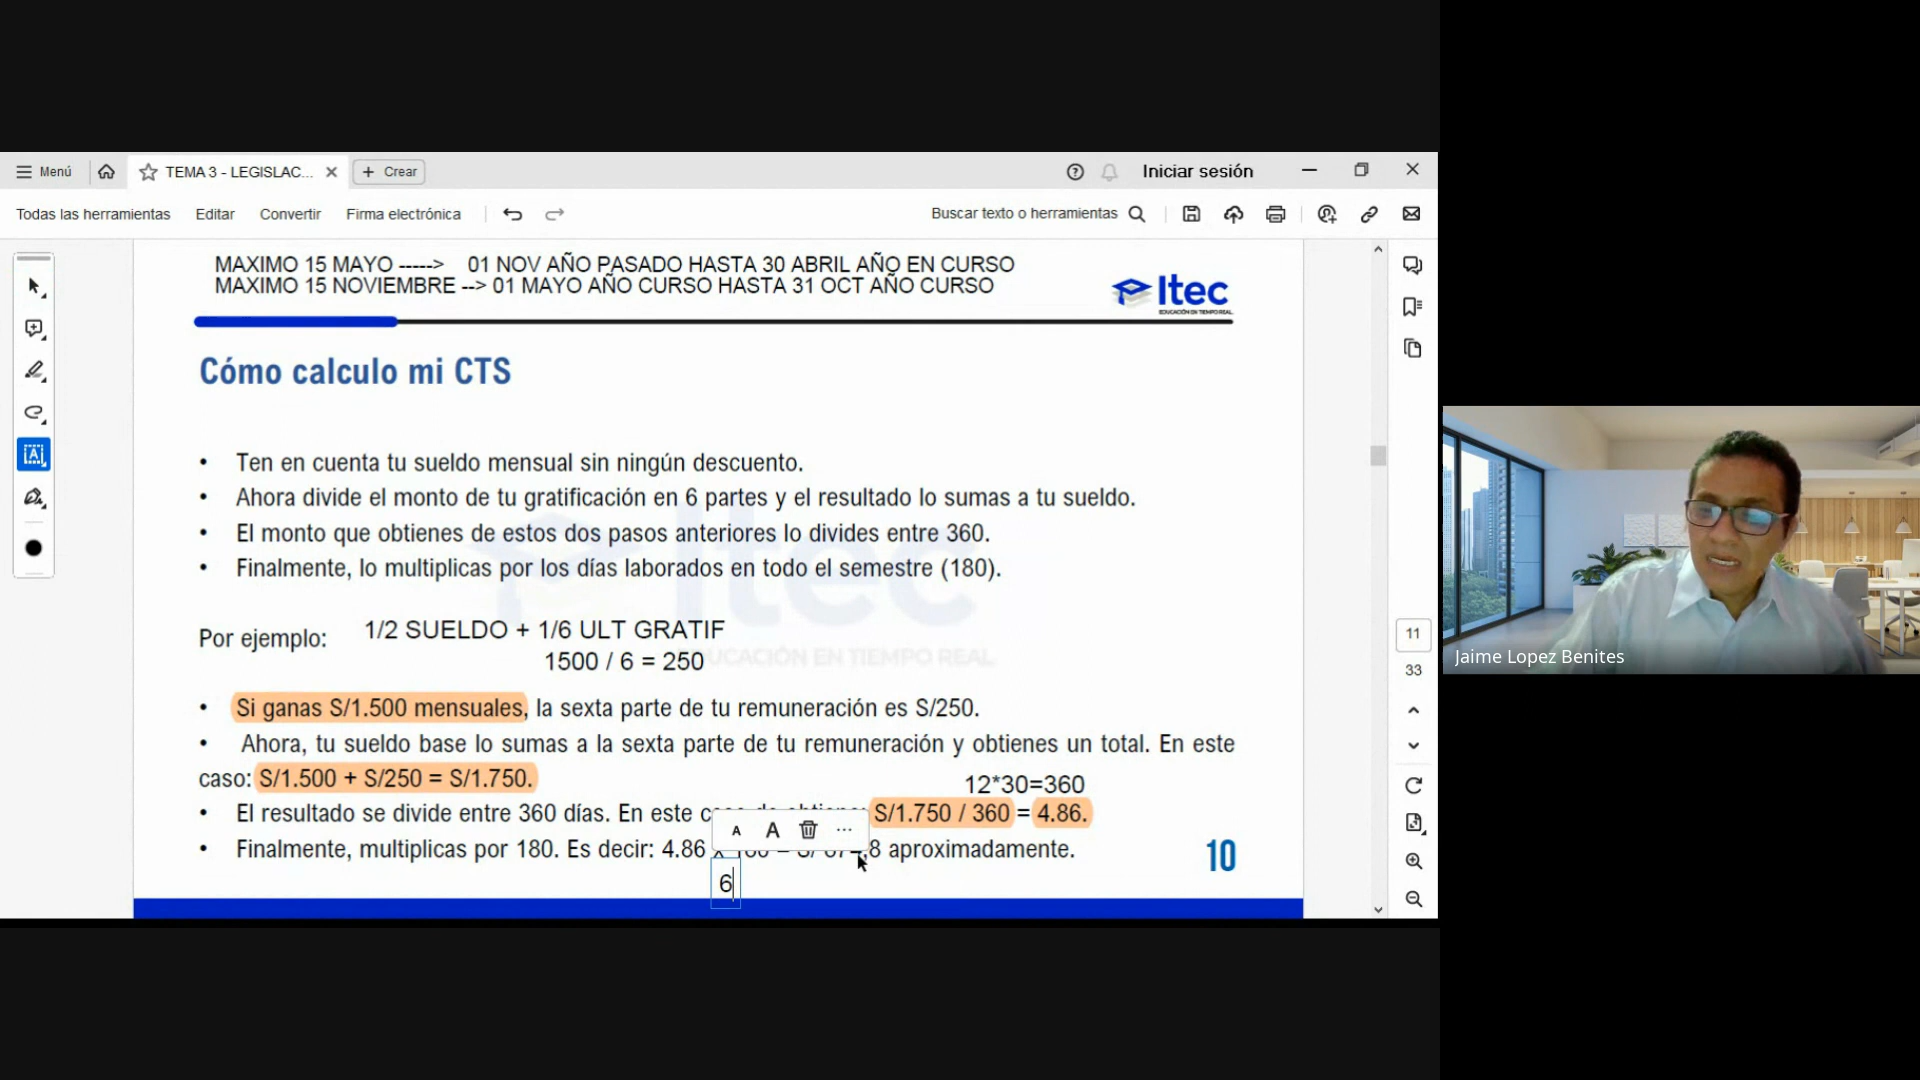 Menú
TEMA 3 - LEGISLAC...
Crear
Iniciar sesión
Todas las herramientas
Editar
Convertir
Firma electrónica
Buscar texto o herramientas
MAXIMO 15 MAYO -----> 01 NOV AÑO PASADO HASTA 30 ABRIL AÑO EN CURSO
MAXIMO 15 NOVIEMBRE --> 01 MAYO AÑO CURSO HASTA 31 OCT AÑO CURSO
Itec
EDUCACIÓN EN TIEMPO REAL
Cómo calculo mi CTS
• Ten en cuenta tu sueldo mensual sin ningún descuento.
• Ahora divide el monto de tu gratificación en 6 partes y el resultado lo sumas a tu sueldo.
• El monto que obtienes de estos dos pasos anteriores lo divides entre 360.
• Finalmente, lo multiplicas por los días laborados en todo el semestre (180).
Itec
EDUCACIÓN EN TIEMPO REAL
Por ejemplo:
1/2 SUELDO + 1/6 ULT GRATIF
1500 / 6 = 250
• Si ganas S/1.500 mensuales, la sexta parte de tu remuneración es S/250.
• Ahora, tu sueldo base lo sumas a la sexta parte de tu remuneración y obtienes un total. En este
caso: S/1.500 + S/250 = S/1.750.
12*30=360
• El resultado se divide entre 360 días. En este S/1.750 / 360 = 4.86.
• Finalmente, multiplicas por 180. Es decir: 4.86 aproximadamente.
A A ...
6
10
11
33
Jaime Lopez Benites